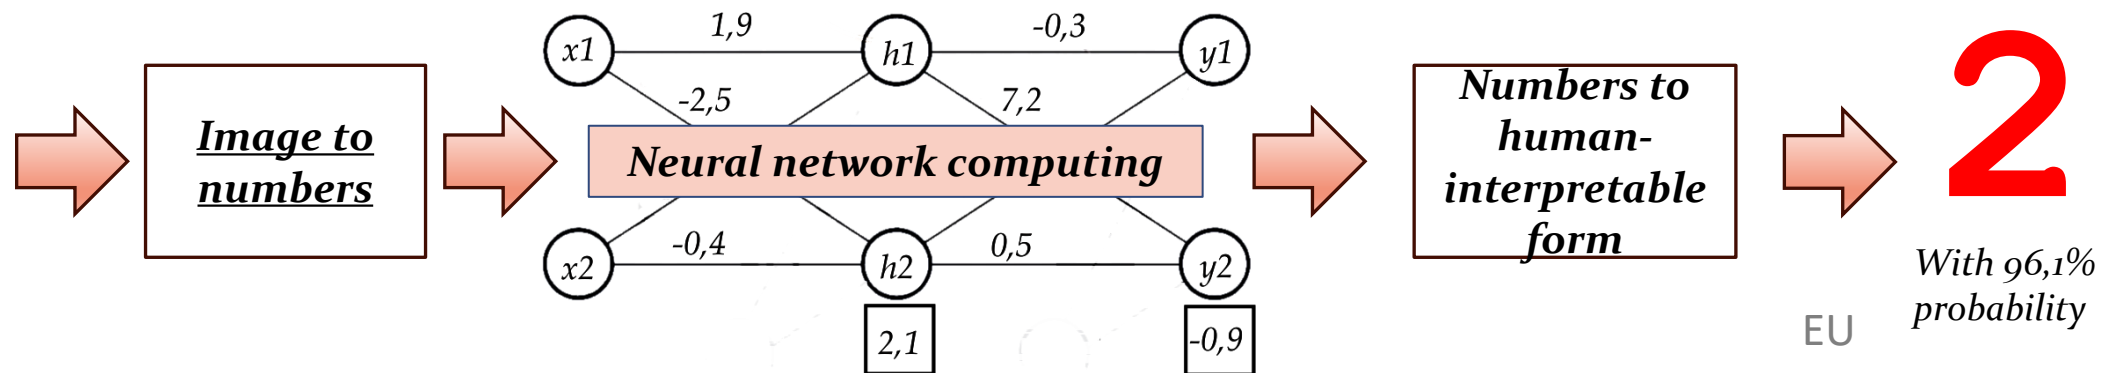 Image to
numbers
x1
1,9
h1
-0,3
y1
-2,5
7,2
Neural network computing
x2
-0,4
h2
0,5
y2
2,1
-0,9
Numbers to
human-
interpretable
form
2
With 96,1%
probability
EU